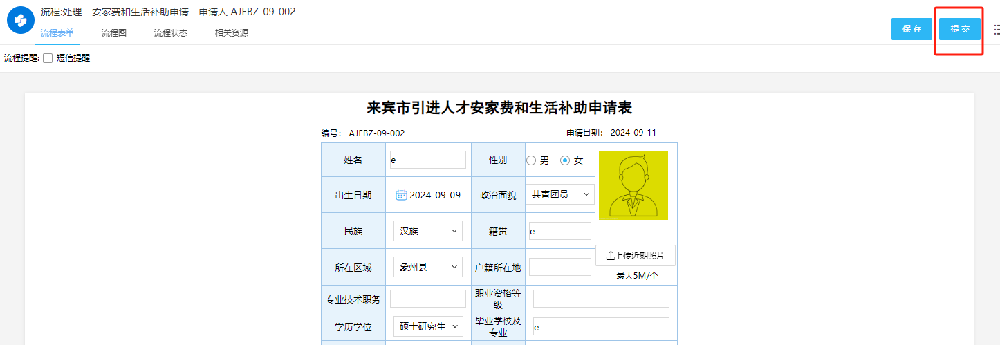 流程:处理 - 安家费和生活补助申请 - 申请人 AJFBZ-09-002
流程表单 流程图 流程状态 相关资源
保存 提交
流程提醒: 短信提醒
来宾市引进人才安家费和生活补助申请表
编号: AJFBZ-09-002 申请日期: 2024-09-11
姓名 e 性别 男 女
出生日期 2024-09-09 政治面貌 共青团员
民族 汉族 籍贯 e
上传近期照片
所在区域 象州县 户籍所在地
最大5M/个
专业技术职务 职业资格等
级
学历学位 硕士研究生 毕业学校及
专业 e